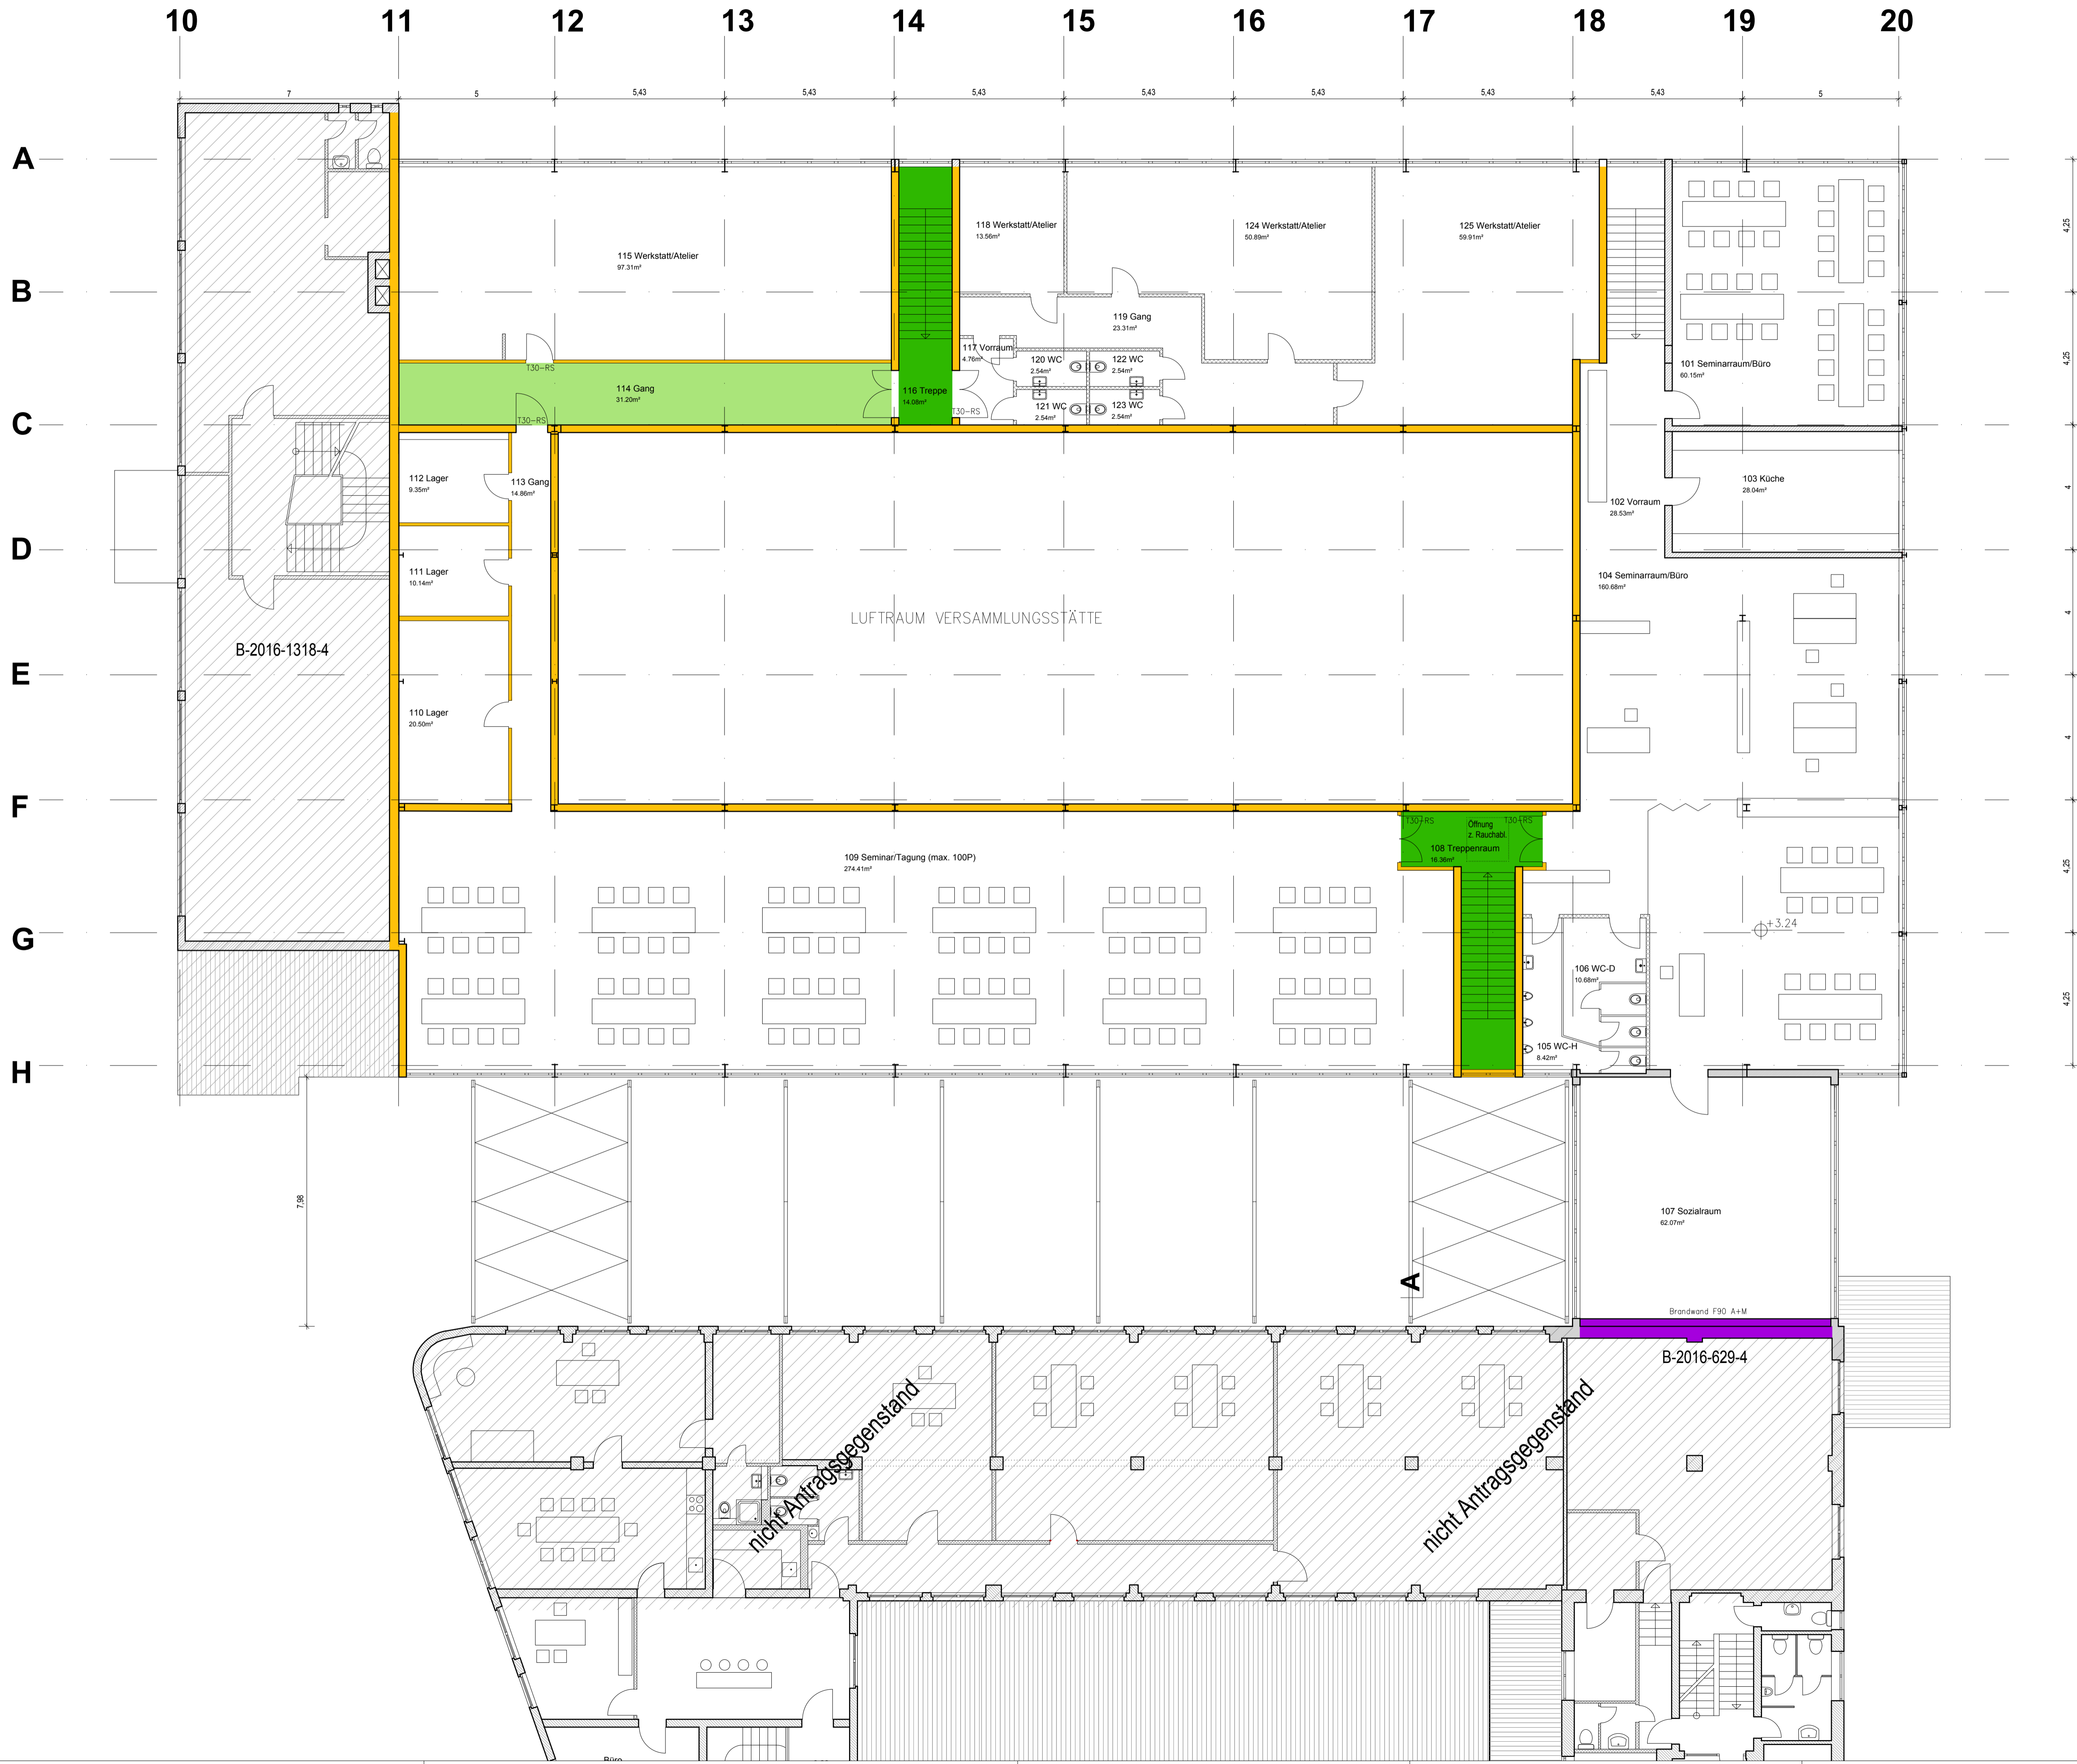 10 11 12 13 14 15 16 17 18 19 20
7 5 5,43 5,43 5,43 5,43 5,43 5,43 5,43 5
A
4,25
118 Werkstatt/Atelier
13.56m²
124 Werkstatt/Atelier
50.89m²
125 Werkstatt/Atelier
59.91m²
115 Werkstatt/Atelier
97.31m²
B
119 Gang
23.31m²
117 Vorraum
4.76m²
120 WC
2.54m²
122 WC
2.54m²
101 Seminarraum/Büro
60.15m²
4,25
T30-RS
114 Gang
31.20m²
116 Treppe
14.08m²
121 WC
2.54m²
123 WC
2.54m²
T30-RS
T30-RS
C
112 Lager
9.35m²
113 Gang
14.86m²
103 Küche
28.04m²
4
102 Vorraum
28.53m²
D
111 Lager
10.14m²
104 Seminarraum/Büro
160.68m²
LUFTRAUM VERSAMMLUNGSSTÄTTE
4
B-2016-1318-4
E
110 Lager
20.50m²
4
F
T30-RS
Öffnung
z. Rauchabl.
T30-RS
108 Treppenraum
16.36m²
109 Seminar/Tagung (max. 100P)
274.41m²
4,25
+3.24
G
106 WC-D
10.68m²
4,25
105 WC-H
8.42m²
H
7,98
107 Sozialraum
62.07m²
A
Brandwand F90 A+M
B-2016-629-4
nicht Antragsgegenstand
nicht Antragsgegenstand
Büro